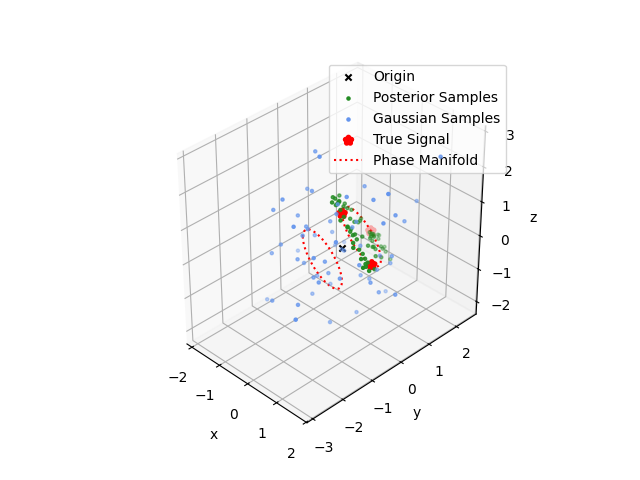 Origin
Posterior Samples
Gaussian Samples
True Signal
Phase Manifold
3
2
1
0
−1
−2
z
−2
−1
0
1
2
x
−3
−2
−1
0
1
2
y